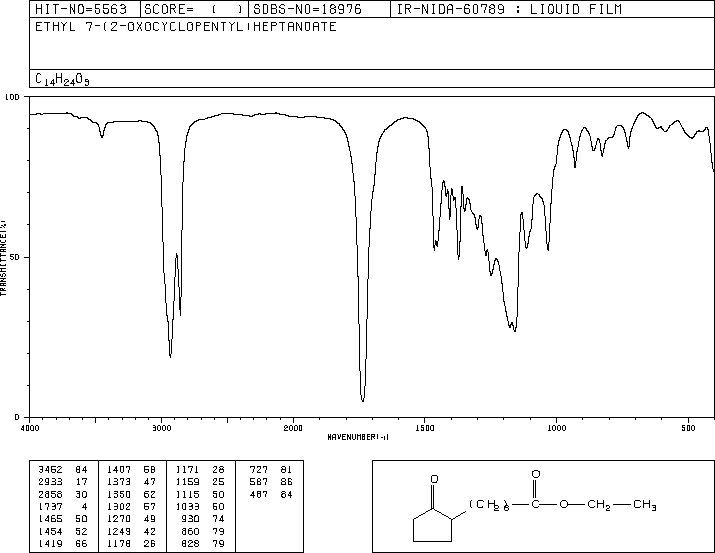 HIT-NO=5563 SCORE= ( ) SDBS-NO=18976 IR-NIDA-60789 : LIQUID FILM
ETHYL 7-(2-OXOCYCLOPENTYL)HEPTANOATE
C14H24O3
100
50
0
TRANSMITTANCE(%)
4000 3000 2000 1500 1000 500
WAVENUMBER(-1)
3462 84 1407 58 1171 28 727 81
2933 17 1373 47 1159 25 587 86
2858 30 1350 62 1115 50 487 84
1737 4 1302 57 1033 60
1465 50 1270 49 930 74
1454 52 1249 42 860 79
1419 66 1178 26 828 79
O
O
(CH2)6 C O CH2 CH3